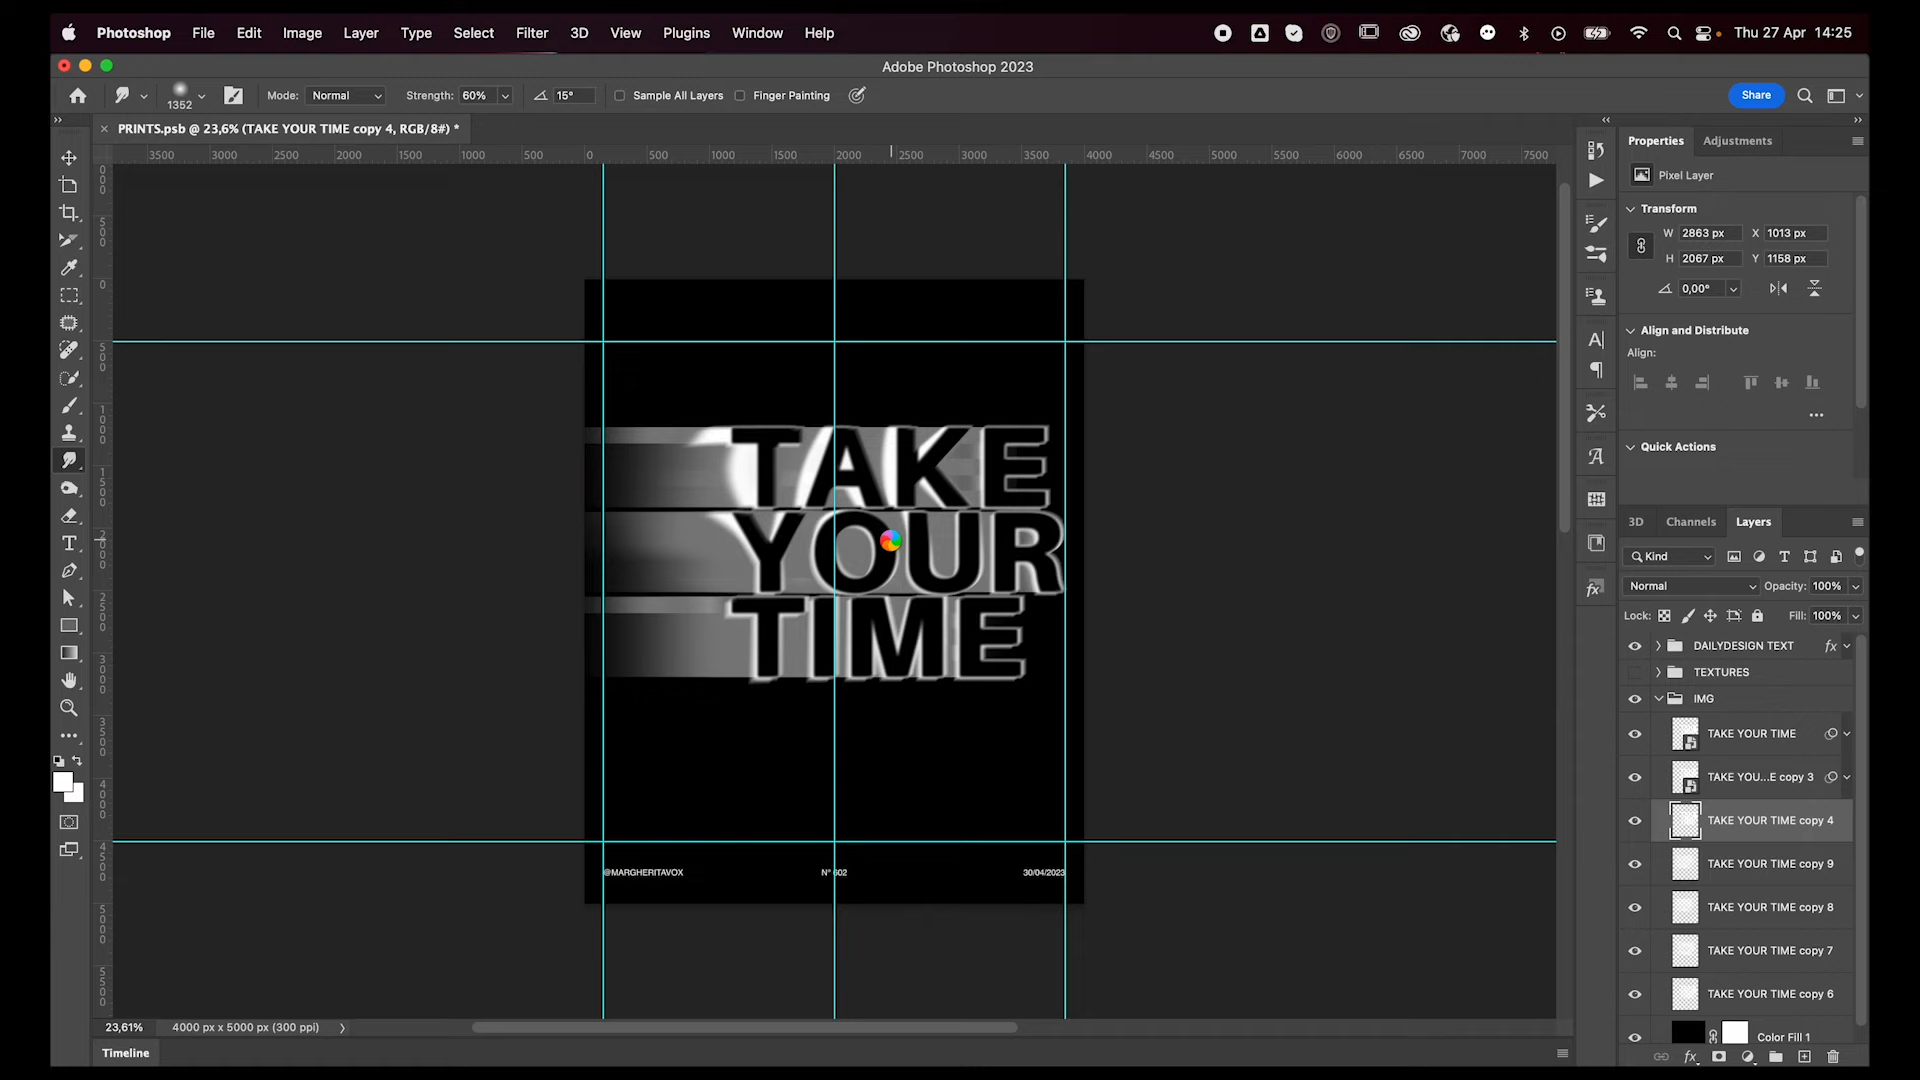 Photoshop File Edit Image Layer Type Select Filter 3D View Plugins Window Help Thu 27 Apr 14:25
Adobe Photoshop 2023
1352 Mode: Normal Strength: 60% 15° Sample All Layers Finger Painting Share
PRINTS.psb @ 23,6% (TAKE YOUR TIME copy 4, RGB/8#) *
3500 3000 2500 2000 1500 1000 500 0 500 1000 1500 2000 2500 3000 3500 4000 4500 5000 5500 6000 6500 7000 7500
Properties Adjustments
Pixel Layer
Transform
W 2863 px X 1013 px
H 2067 px Y 1158 px
0,00°
Align and Distribute
Align:
Quick Actions
TAKE
YOUR
TIME
@MARGHERITAVOX N° 602 30/04/2023
3D Channels Layers
Kind
Normal Opacity: 100%
Lock: Fill: 100%
DAILYDESIGN TEXT fx
TEXTURES
IMG
TAKE YOUR TIME
TAKE YOU...E copy 3
TAKE YOUR TIME copy 4
TAKE YOUR TIME copy 9
TAKE YOUR TIME copy 8
TAKE YOUR TIME copy 7
TAKE YOUR TIME copy 6
Color Fill 1
23,61% 4000 px x 5000 px (300 ppi)
Timeline